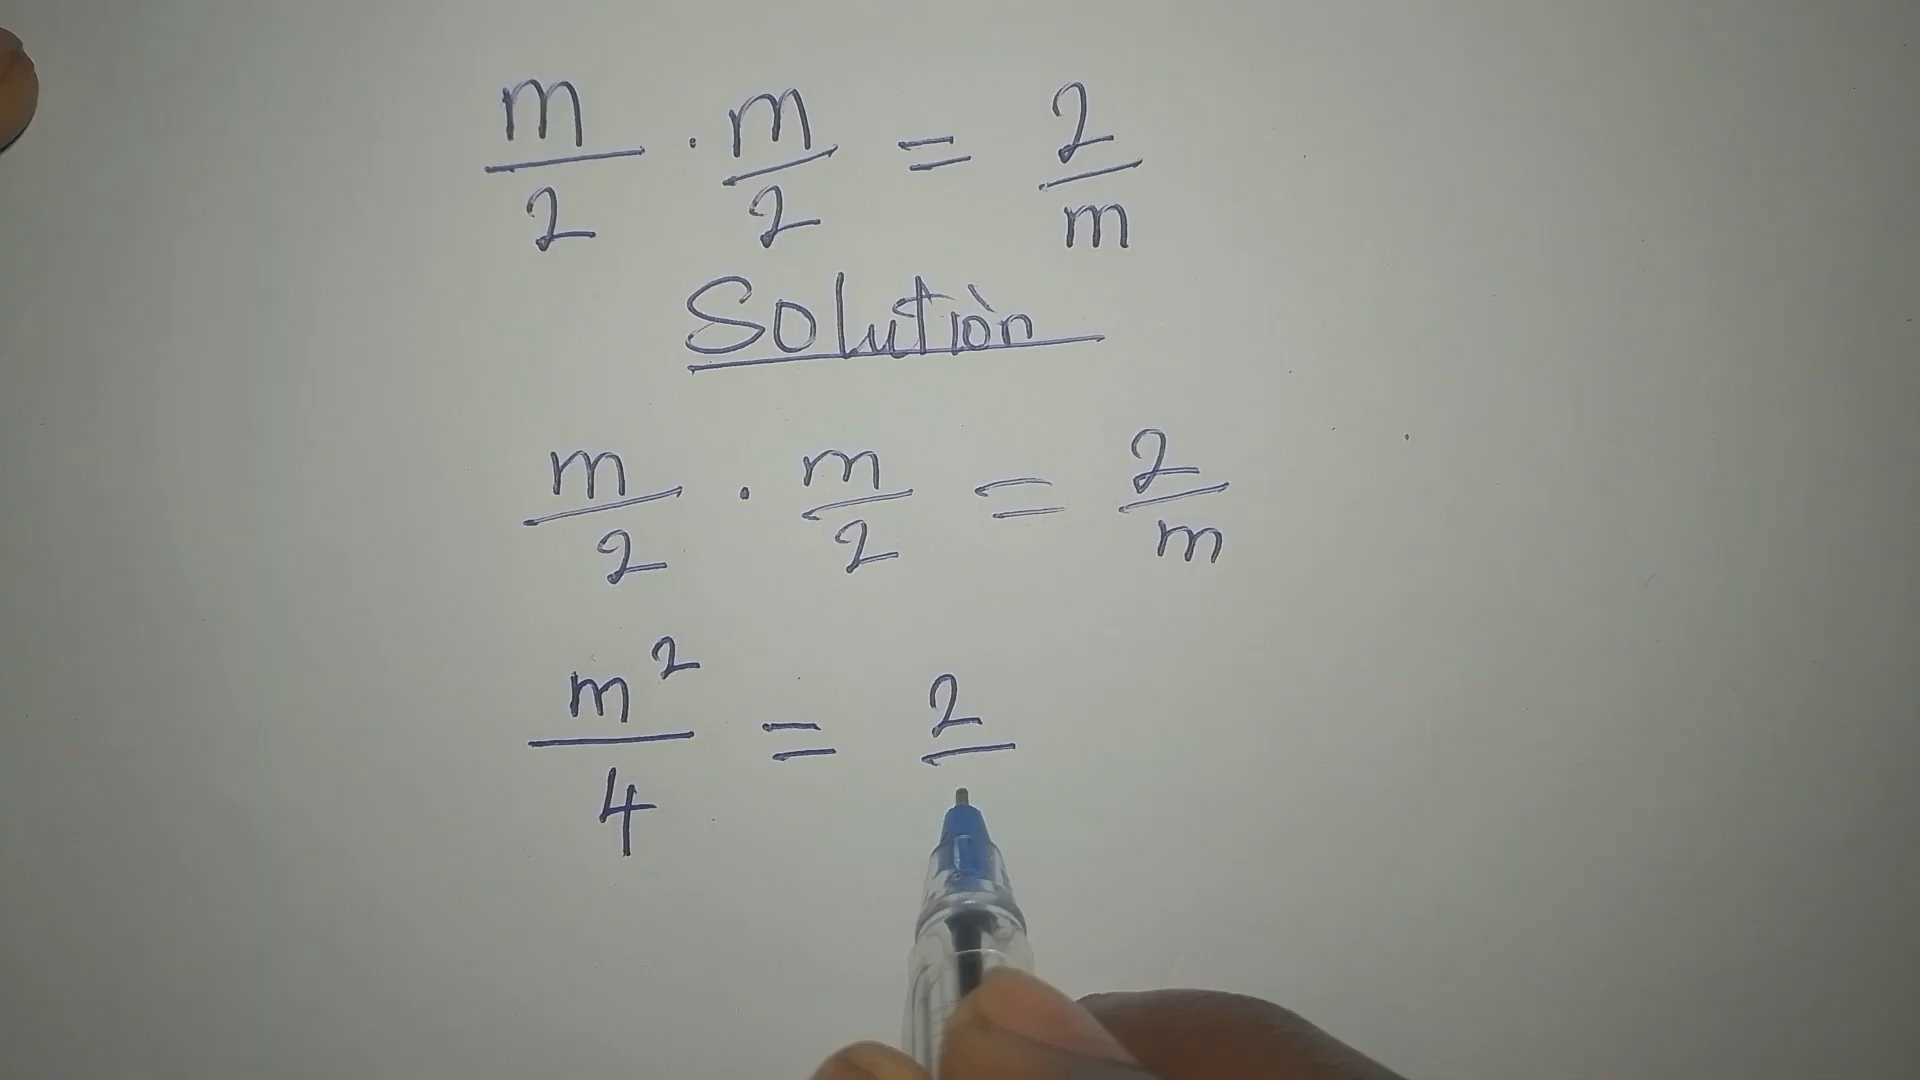 m/2 · m/2 = 2/m
Solution
m/2 · m/2 = 2/m
m²/4 = 2/